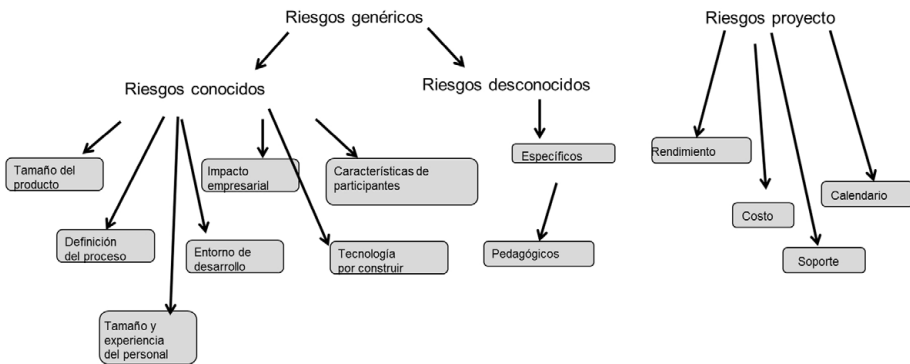 Riesgos genéricos
Riesgos proyecto
Riesgos conocidos
Riesgos desconocidos
Tamaño del
producto
Impacto
empresarial
Características de
participantes
Específicos
Rendimiento
Definición
del proceso
Entorno de
desarrollo
Tecnología
por construir
Pedagógicos
Costo
Calendario
Soporte
Tamaño y
experiencia
del personal